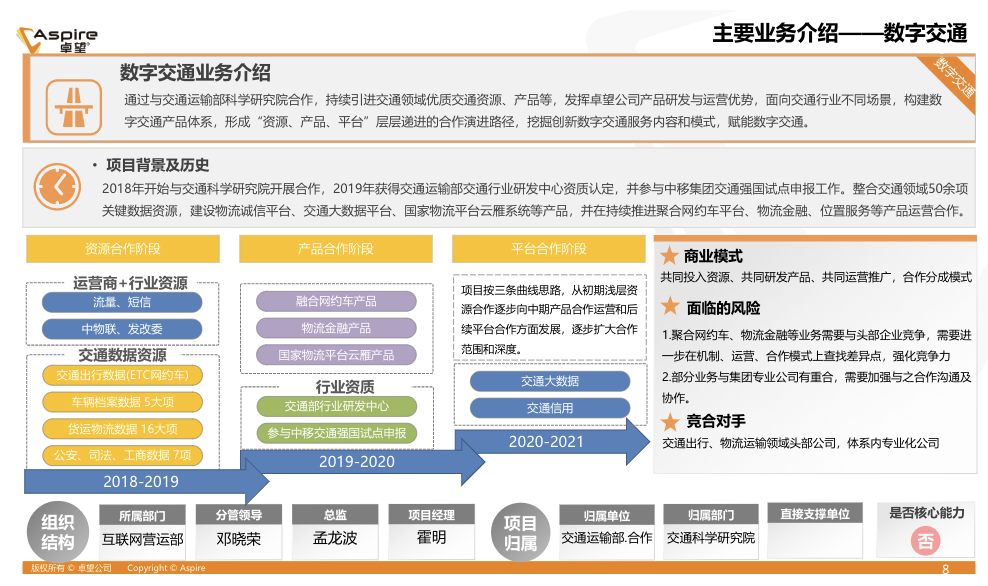 Aspire
卓望®
主要业务介绍——数字交通
数字交通
数字交通业务介绍
通过与交通运输部科学研究院合作，持续引进交通领域优质交通资源、产品等，发挥卓望公司产品研发与运营优势，面向交通行业不同场景，构建数
字交通产品体系，形成“资源、产品、平台”层层递进的合作演进路径，挖掘创新数字交通服务内容和模式，赋能数字交通。
• 项目背景及历史
2018年开始与交通科学研究院开展合作，2019年获得交通运输部交通行业研发中心资质认定，并参与中移集团交通强国试点申报工作。整合交通领域50余项
关键数据资源，建设物流诚信平台、交通大数据平台、国家物流平台云雁系统等产品，并在持续推进聚合网约车平台、物流金融、位置服务等产品运营合作。
资源合作阶段
运营商+行业资源
流量、短信
中物联、发改委
交通数据资源
交通出行数据(ETC网约车)
车辆档案数据 5大项
货运物流数据 16大项
公安、司法、工商数据 7项
2018-2019
产品合作阶段
融合网约车产品
物流金融产品
国家物流平台云雁产品
行业资质
交通部行业研发中心
参与中移交通强国试点申报
2019-2020
平台合作阶段
项目按三条曲线思路，从初期浅层资
源合作逐步向中期产品合作运营和后
续平台合作方面发展，逐步扩大合作
范围和深度。
交通大数据
交通信用
2020-2021
商业模式
共同投入资源、共同研发产品、共同运营推广，合作分成模式
面临的风险
1.聚合网约车、物流金融等业务需要与头部企业竞争，需要进
一步在机制、运营、合作模式上查找差异点，强化竞争力
2.部分业务与集团专业公司有重合，需要加强与之合作沟通及
协作。
竞合对手
交通出行、物流运输领域头部公司，体系内专业化公司
组织
结构
所属部门
互联网营运部
分管领导
邓晓荣
总监
孟龙波
项目经理
霍明
项目
归属
归属单位
交通运输部.合作
归属部门
交通科学研究院
直接支撑单位
是否核心能力
否
版权所有 © 卓望公司 Copyright © Aspire
8